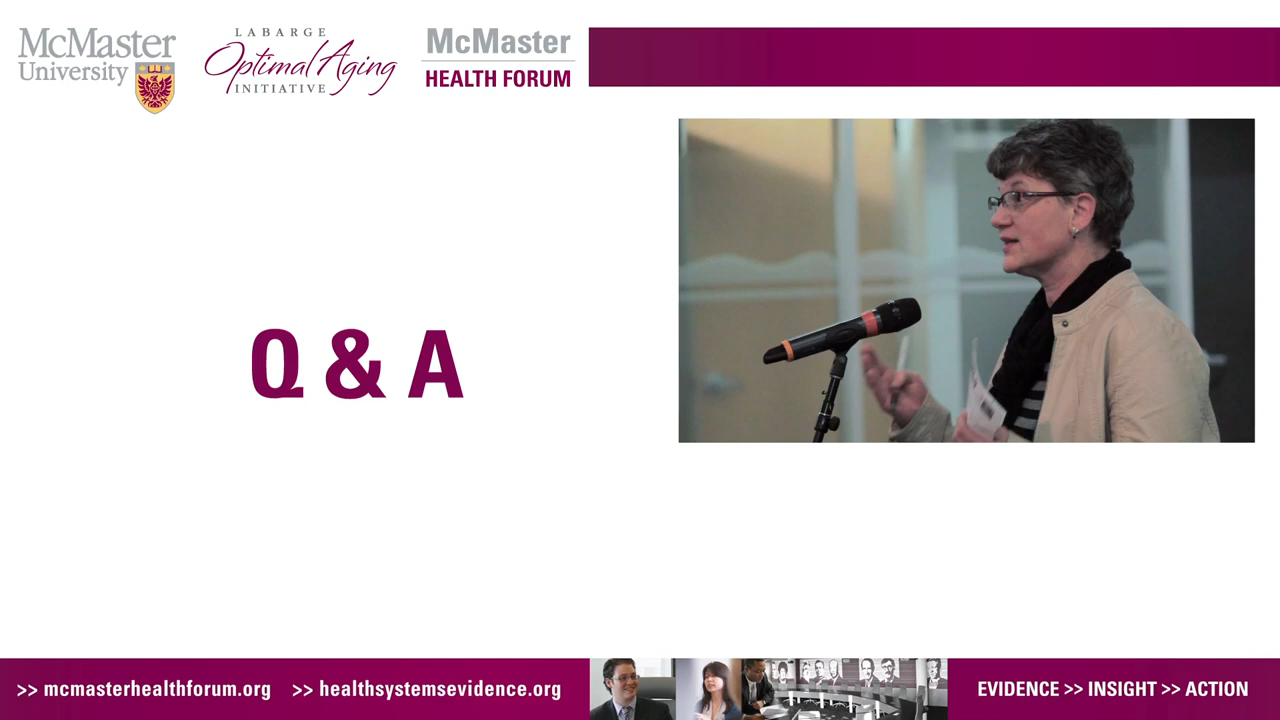 McMaster
University
LABARGE
Optimal Aging
INITIATIVE
McMaster
HEALTH FORUM
Q & A
>> mcmasterhealthforum.org >> healthsystemsevidence.org
EVIDENCE >> INSIGHT >> ACTION